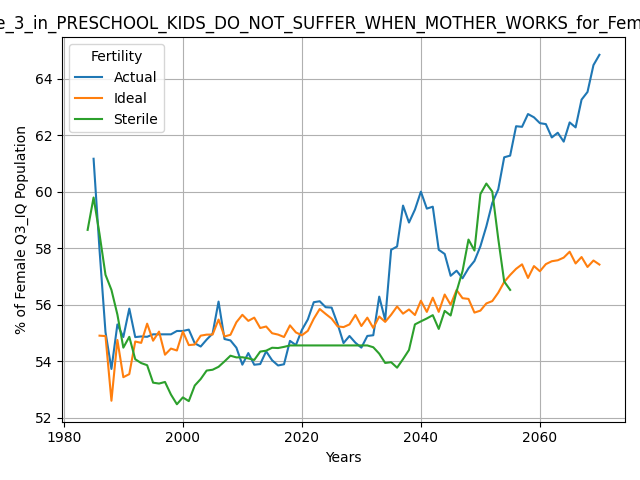 e_3_in_PRESCHOOL_KIDS_DO_NOT_SUFFER_WHEN_MOTHER_WORKS_for_Fem
Fertility
Actual
Ideal
Sterile
% of Female Q3_IQ Population
64
62
60
58
56
54
52
1980
2000
2020
2040
2060
Years